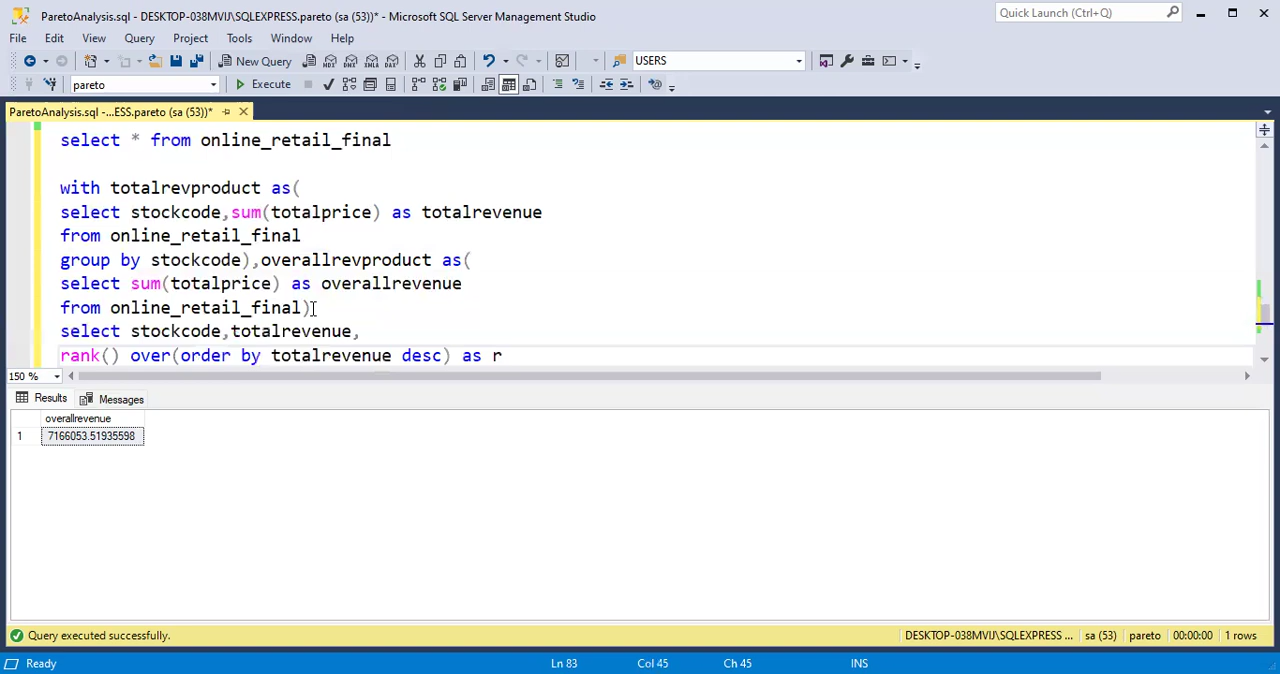 ParetoAnalysis.sql - DESKTOP-038MVIJ\SQLEXPRESS.pareto (sa (53))* - Microsoft SQL Server Management Studio
Quick Launch (Ctrl+Q)
File Edit View Query Project Tools Window Help
New Query
USERS
pareto
Execute
ParetoAnalysis.sql -...ESS.pareto (sa (53))*
select * from online_retail_final
with totalrevproduct as(
select stockcode,sum(totalprice) as totalrevenue
from online_retail_final
group by stockcode),overallrevproduct as(
select sum(totalprice) as overallrevenue
from online_retail_final)
select stockcode,totalrevenue,
rank() over(order by totalrevenue desc) as r
150 %
Results Messages
overallrevenue
1 7166053.51935598
Query executed successfully.
DESKTOP-038MVIJ\SQLEXPRESS ... sa (53) pareto 00:00:00 1 rows
Ready
Ln 83 Col 45 Ch 45 INS